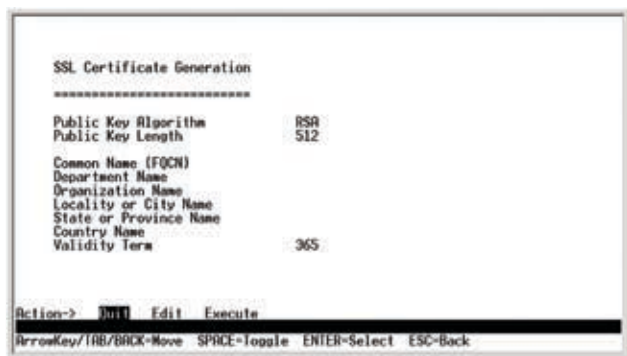 SSL Certificate Generation
==========================
Public Key Algorithm RSA
Public Key Length 512
Common Name (FQCN)
Department Name
Organization Name
Locality or City Name
State or Province Name
Country Name
Validity Term 365
Action-> Quit Edit Execute
ArrowKey/TAB/BACK=Move SPACE=Toggle ENTER=Select ESC=Back